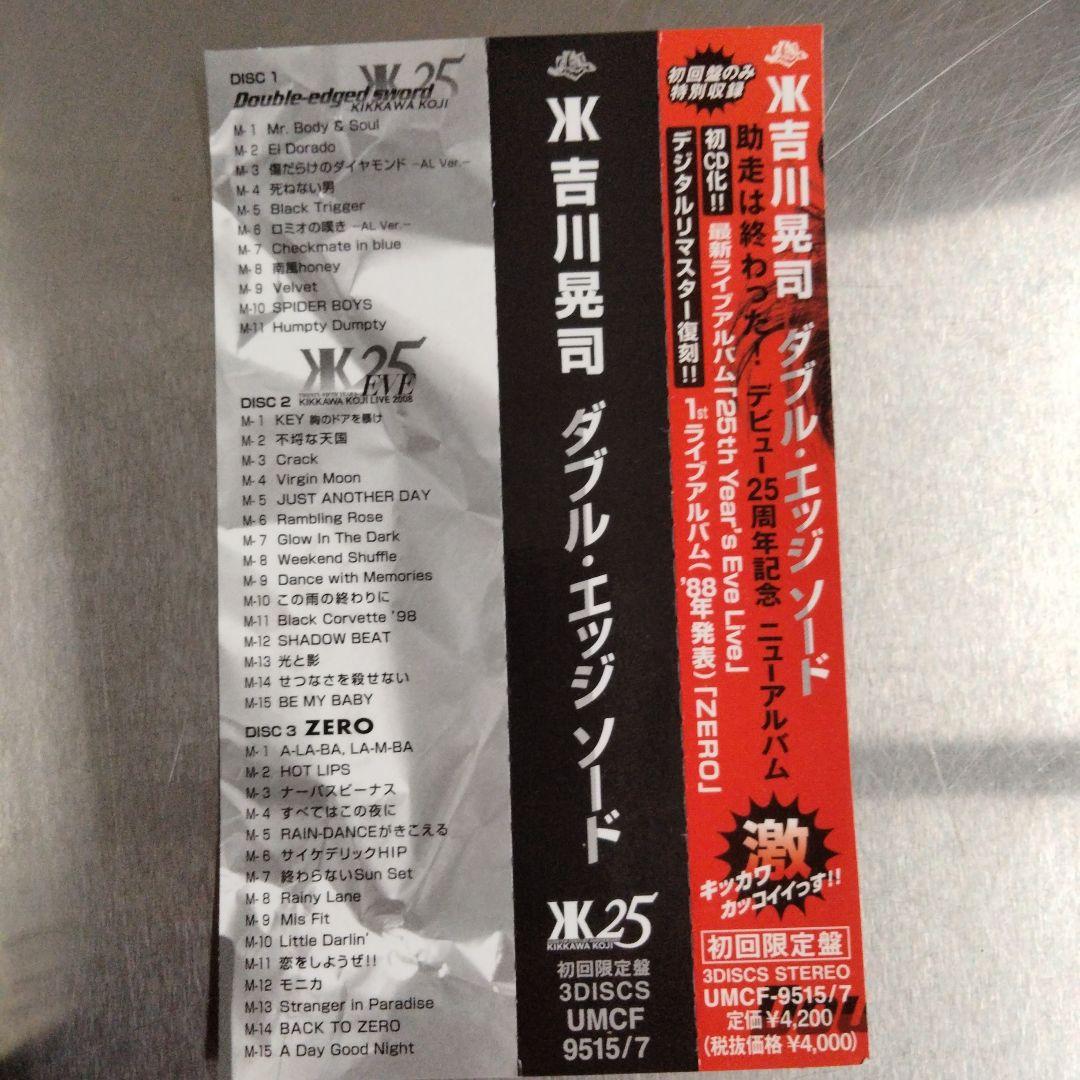 DISC 1
Double-edged sword
KK25
KIKKAWA KOJI
M- 1 Mr. Body & Soul
M- 2 El Dorado
M- 3 傷だらけのダイヤモンド －AL Ver.－
M- 4 死ねない男
M- 5 Black Trigger
M- 6 ロミオの嘆き －AL Ver.－
M- 7 Checkmate in blue
M- 8 南風honey
M- 9 Velvet
M-10 SPIDER BOYS
M-11 Humpty Dumpty
DISC 2
KK25
EVE
TWENTY-FIFTH YEAR'S
KIKKAWA KOJI LIVE 2008
M- 1 KEY 胸のドアを暴け
M- 2 不埒な天国
M- 3 Crack
M- 4 Virgin Moon
M- 5 JUST ANOTHER DAY
M- 6 Rambling Rose
M- 7 Glow In The Dark
M- 8 Weekend Shuffle
M- 9 Dance with Memories
M-10 この雨の終わりに
M-11 Black Corvette '98
M-12 SHADOW BEAT
M-13 光と影
M-14 せつなさを殺せない
M-15 BE MY BABY
DISC 3 ZERO
M- 1 A-LA-BA, LA-M-BA
M- 2 HOT LIPS
M- 3 ナーバスビーナス
M- 4 すべてはこの夜に
M- 5 RAIN-DANCEがきこえる
M- 6 サイケデリックHIP
M- 7 終わらないSun Set
M- 8 Rainy Lane
M- 9 Mis Fit
M-10 Little Darlin'
M-11 恋をしようぜ!!
M-12 モニカ
M-13 Stranger in Paradise
M-14 BACK TO ZERO
M-15 A Day Good Night
KK
吉川晃司 ダブル・エッジ ソード
KK25
KIKKAWA KOJI
初回限定盤
3DISCS
UMCF
9515/7
KK
吉川晃司 ダブル・エッジ ソード
助走は終わった! デビュー25周年記念 ニューアルバム
初回盤のみ
特別収録
初CD化!! 最新ライブアルバム「25th Year's Eve Live」
デジタルリマスター復刻!! 1stライブアルバム('88年発表)「ZERO」
激
キッカワ
カッコイイっす!!
初回限定盤
3DISCS STEREO
UMCF-9515/7
定価 ¥4,200
(税抜価格 ¥4,000)